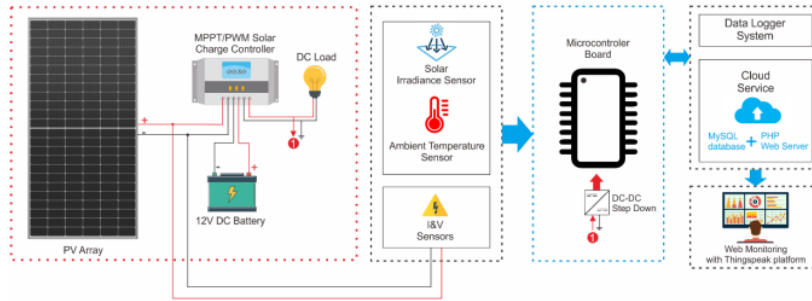 MPPT/PWM Solar
Charge Controller
DC Load
+
-
1
-
+
12V DC Battery
PV Array
Solar
Irradiance Sensor
Ambient Temperature
Sensor
I&V
Sensors
Microcontroler
Board
DC-DC
Step Down
1
Data Logger
System
Cloud
Service
MySQL
database
+
PHP
Web Server
Web Monitoring
with Thingspeak platform